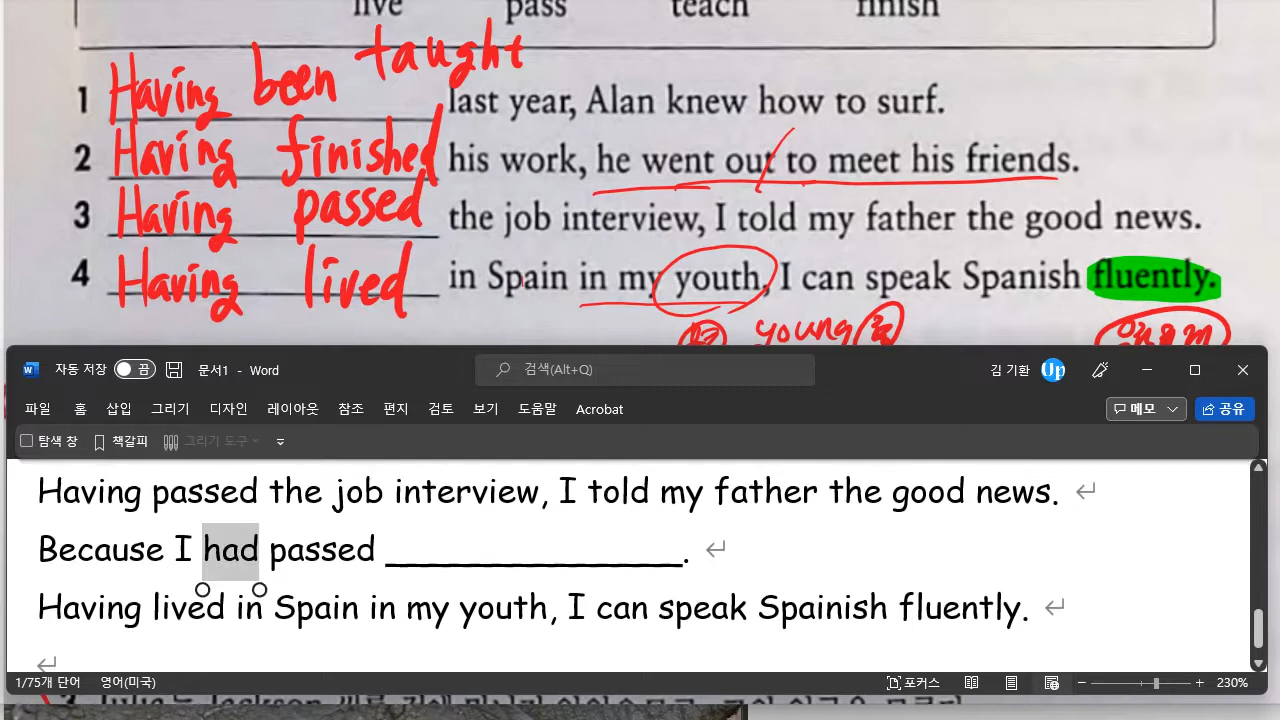 live pass teach finish
1 Having been taught last year, Alan knew how to surf.
2 Having finished his work, he went out to meet his friends.
3 Having passed the job interview, I told my father the good news.
4 Having lived in Spain in my youth, I can speak Spanish fluently.
young
자동 저장 끔 문서1 - Word 검색(Alt+Q) 김 기환 Up
파일 홈 삽입 그리기 디자인 레이아웃 참조 편지 검토 보기 도움말 Acrobat 메모 공유
탐색 창 책갈피 그리기 도구
Having passed the job interview, I told my father the good news.
Because I had passed _______________.
Having lived in Spain in my youth, I can speak Spainish fluently.
1/75개 단어 영어(미국) 포커스 230%